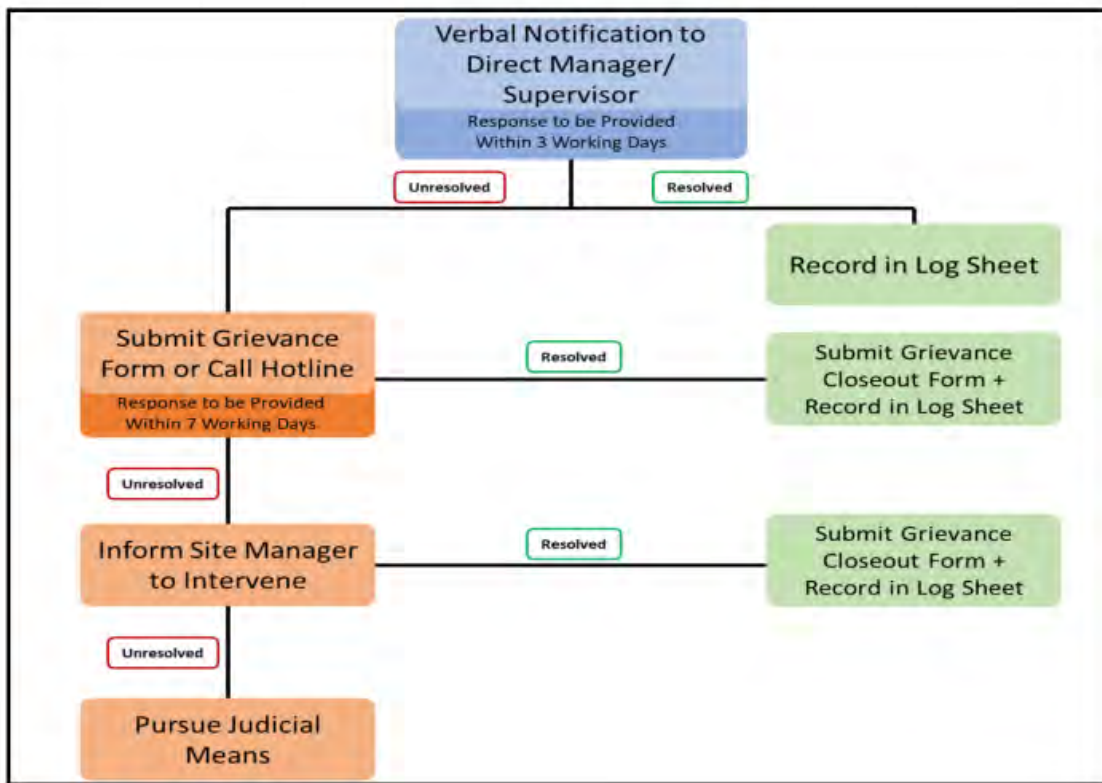 Verbal Notification to
Direct Manager/
Supervisor
Response to be Provided
Within 3 Working Days
Unresolved
Resolved
Record in Log Sheet
Submit Grievance
Form or Call Hotline
Response to be Provided
Within 7 Working Days
Resolved
Submit Grievance
Closeout Form +
Record in Log Sheet
Unresolved
Inform Site Manager
to Intervene
Resolved
Submit Grievance
Closeout Form +
Record in Log Sheet
Unresolved
Pursue Judicial
Means